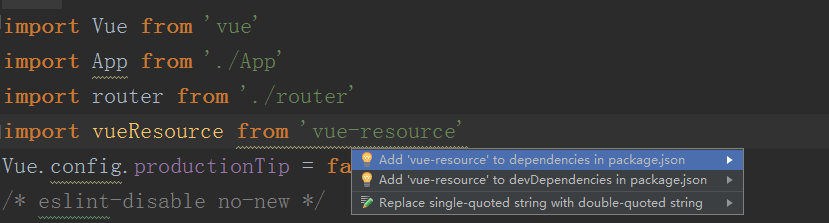 import Vue from 'vue'
import App from './App'
import router from './router'
import vueResource from 'vue-resource'
Vue.config.productionTip = fa
Add 'vue-resource' to dependencies in package.json
Add 'vue-resource' to devDependencies in package.json
/* eslint-disable no-new */
Replace single-quoted string with double-quoted string